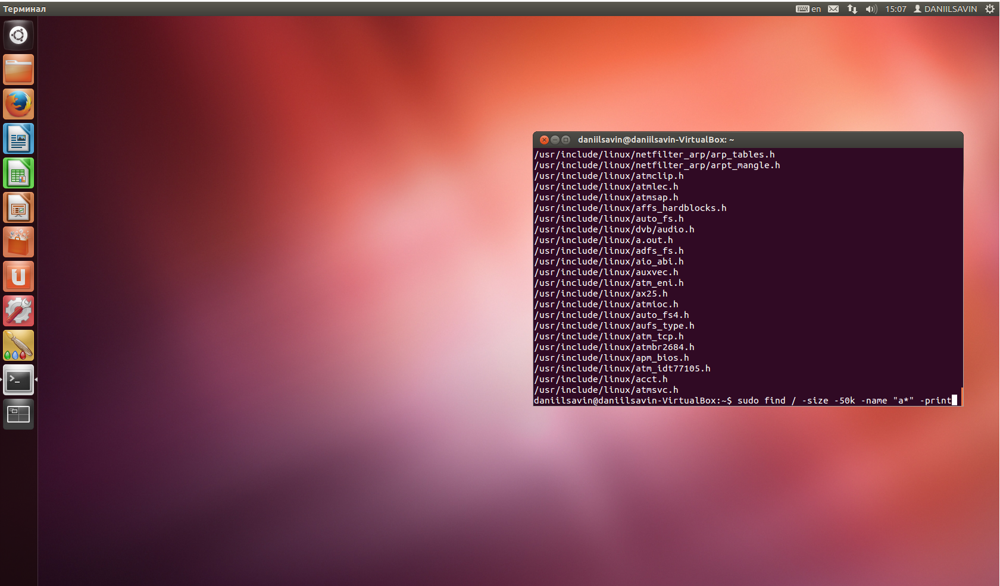 Терминал
en
15:07
DANIILSAVIN
daniilsavin@daniilsavin-VirtualBox: ~
/usr/include/linux/netfilter_arp/arp_tables.h
/usr/include/linux/netfilter_arp/arpt_mangle.h
/usr/include/linux/atmclip.h
/usr/include/linux/atmlec.h
/usr/include/linux/atmsap.h
/usr/include/linux/affs_hardblocks.h
/usr/include/linux/auto_fs.h
/usr/include/linux/dvb/audio.h
/usr/include/linux/a.out.h
/usr/include/linux/adfs_fs.h
/usr/include/linux/aio_abi.h
/usr/include/linux/auxvec.h
/usr/include/linux/atm_eni.h
/usr/include/linux/ax25.h
/usr/include/linux/atmioc.h
/usr/include/linux/auto_fs4.h
/usr/include/linux/aufs_type.h
/usr/include/linux/atm_tcp.h
/usr/include/linux/atmbr2684.h
/usr/include/linux/apm_bios.h
/usr/include/linux/atm_idt77105.h
/usr/include/linux/acct.h
/usr/include/linux/atmsvc.h
daniilsavin@daniilsavin-VirtualBox:~$ sudo find / -size -50k -name "a*" -print